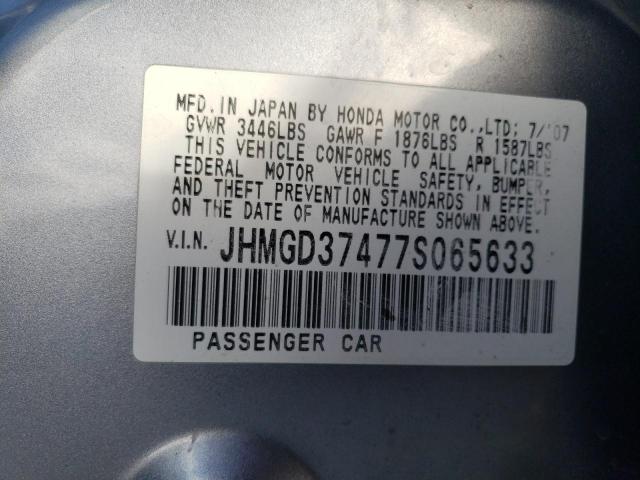 MFD. IN JAPAN BY HONDA MOTOR CO.,LTD; 7/'07
GVWR 3446LBS GAWR F 1876LBS R 1587LBS
THIS VEHICLE CONFORMS TO ALL APPLICABLE
FEDERAL MOTOR VEHICLE SAFETY, BUMPER,
AND THEFT PREVENTION STANDARDS IN EFFECT
ON THE DATE OF MANUFACTURE SHOWN ABOVE.
V.I.N. JHMGD37477S065633
PASSENGER CAR